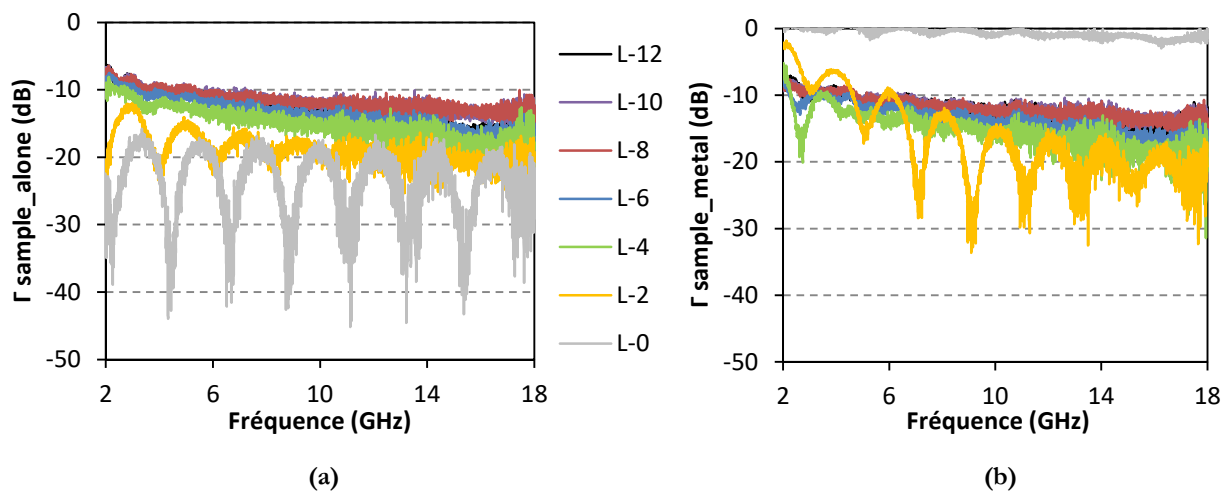 Γ sample_alone (dB)
0
-10
-20
-30
-40
-50
2
6
10
14
18
Fréquence (GHz)
(a)
L-12
L-10
L-8
L-6
L-4
L-2
L-0
Γ sample_metal (dB)
0
-10
-20
-30
-40
-50
2
6
10
14
18
Fréquence (GHz)
(b)